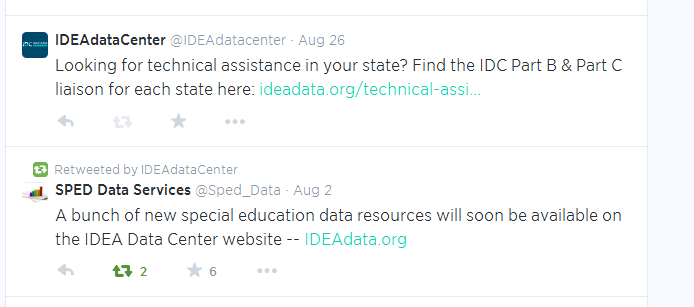 IDEAdataCenter @IDEAdatacenter · Aug 26
Looking for technical assistance in your state? Find the IDC Part B & Part C
liaison for each state here: ideadata.org/technical-assi...
Retweeted by IDEAdataCenter
SPED Data Services @Sped_Data · Aug 2
A bunch of new special education data resources will soon be available on
the IDEA Data Center website -- IDEAdata.org
2 6